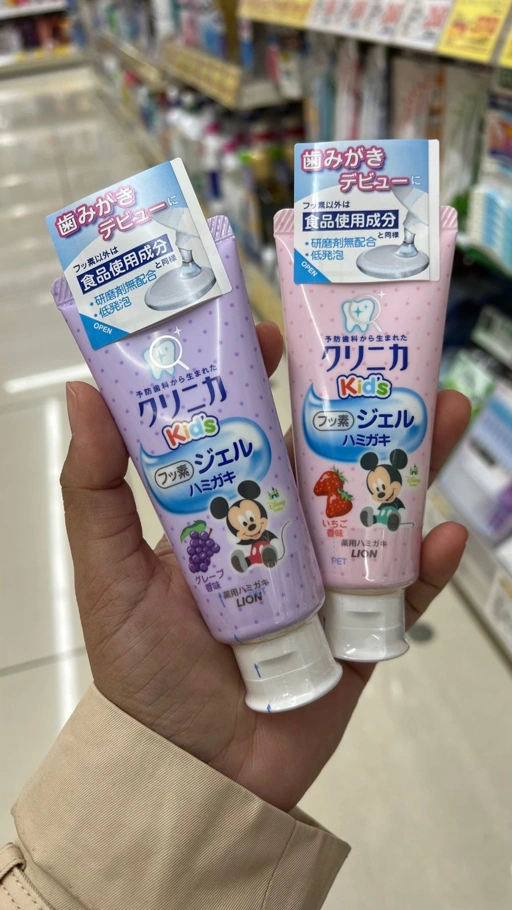 歯みがき
デビューに
フッ素以外は
食品使用成分
と同様
・研磨剤無配合
・低発泡
OPEN
予防歯科から生まれた
クリニカ
Kid's
フッ素
ジェル
ハミガキ
グレープ
香味
Disney
薬用ハミガキ
LION
歯みがき
デビューに
フッ素以外は
食品使用成分
と同様
・研磨剤無配合
・低発泡
OPEN
予防歯科から生まれた
クリニカ
Kid's
フッ素
ジェル
ハミガキ
いちご
香味
薬用ハミガキ
LION
PET